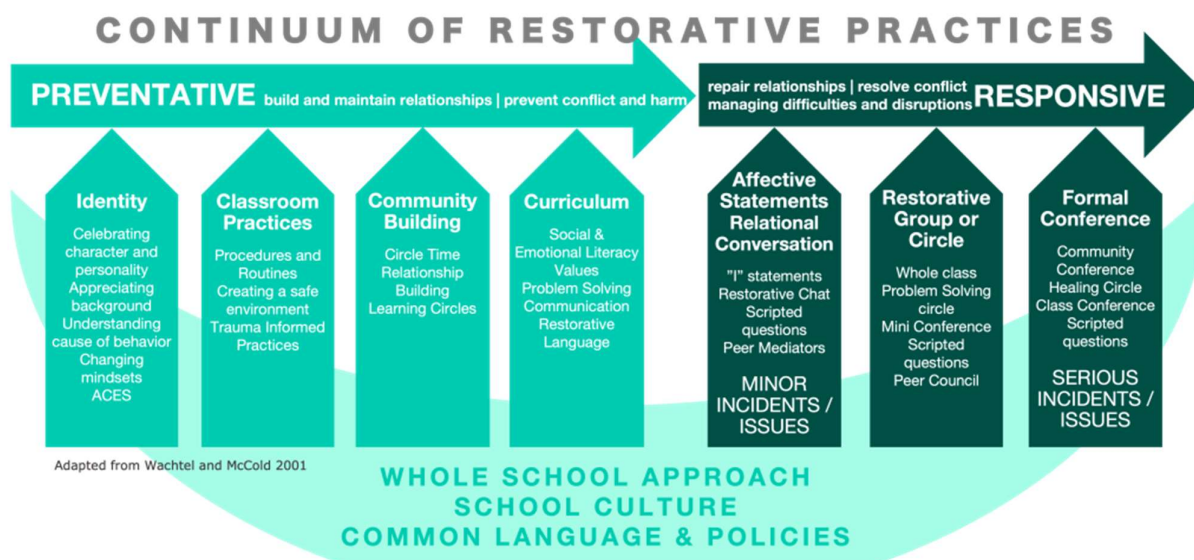 CONTINUUM OF RESTORATIVE PRACTICES
PREVENTATIVE build and maintain relationships | prevent conflict and harm
repair relationships | resolve conflict
managing difficulties and disruptions RESPONSIVE
Identity
Celebrating
character and
personality
Appreciating
background
Understanding
cause of behavior
Changing
mindsets
ACES
Classroom
Practices
Procedures and
Routines
Creating a safe
environment
Trauma Informed
Practices
Community
Building
Circle Time
Relationship
Building
Learning Circles
Curriculum
Social &
Emotional Literacy
Values
Problem Solving
Communication
Restorative
Language
Affective
Statements
Relational
Conversation
"I" statements
Restorative Chat
Scripted
questions
Peer Mediators
MINOR
INCIDENTS /
ISSUES
Restorative
Group or
Circle
Whole class
Problem Solving
circle
Mini Conference
Scripted
questions
Peer Council
Formal
Conference
Community
Conference
Healing Circle
Class Conference
Scripted
questions
SERIOUS
INCIDENTS /
ISSUES
Adapted from Wachtel and McCold 2001
WHOLE SCHOOL APPROACH
SCHOOL CULTURE
COMMON LANGUAGE & POLICIES